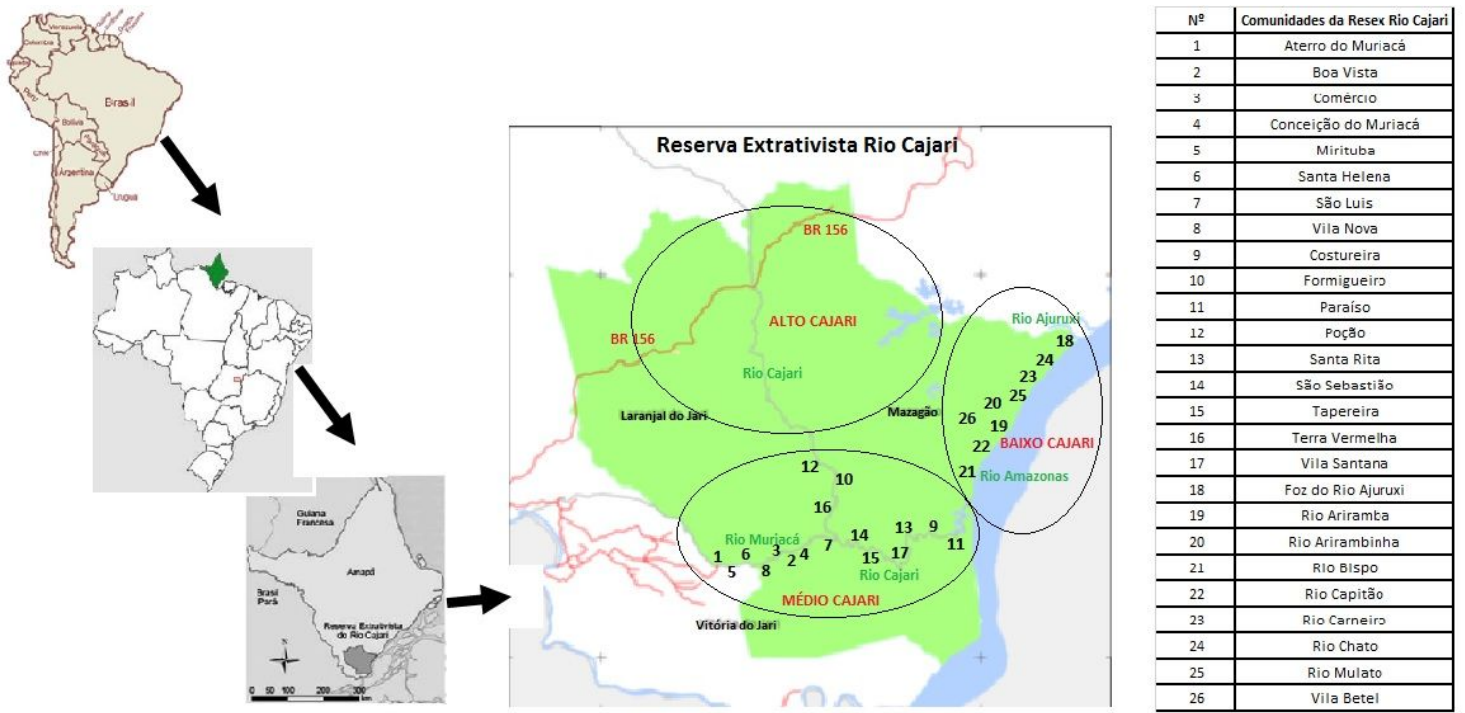 Venezuela
Colombia
Brasil
Perú
Bolívia
Chile
Argentina
Guiana
Francesa
Amapá
Brasil
Pará
Reserva Extrativista
do Rio Cajari
N
0 50 100 200 300
km
Reserva Extrativista Rio Cajari
BR 156
ALTO CAJARI
Rio Ajuruxi
BR 156
18
24
Rio Cajari
23
25
20
Laranjal do Jari
Mazagão
26
19
BAIXO CAJARI
22
12
21
Rio Amazonas
10
16
13
9
Rio Muriacá
14
7
11
1
6
3
4
2
15
17
5
8
Rio Cajari
MÉDIO CAJARI
Vitória do Jari
Nº Comunidades da Resex Rio Cajari
1 Aterro do Muriacá
2 Boa Vista
3 Comércio
4 Conceição do Muriacá
5 Mirituba
6 Santa Helena
7 São Luis
8 Vila Nova
9 Costureira
10 Formigueiro
11 Paraíso
12 Poção
13 Santa Rita
14 São Sebastião
15 Tapereira
16 Terra Vermelha
17 Vila Santana
18 Foz do Rio Ajuruxi
19 Rio Ariramba
20 Rio Arirambinha
21 Rio Bispo
22 Rio Capitão
23 Rio Carneiro
24 Rio Chato
25 Rio Mulato
26 Vila Betel